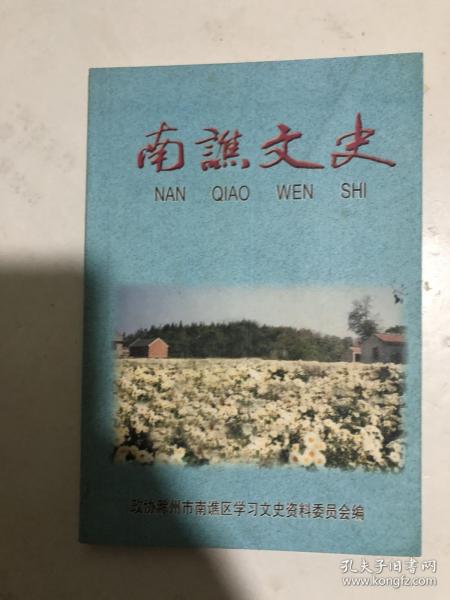 南譙文史
NAN QIAO WEN SHI
政协滁州市南谯区学习文史资料委员会编
孔夫子旧书网
www.kongfz.com